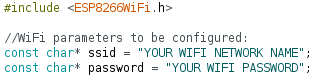 #include <ESP8266WiFi.h>
//WiFi parameters to be configured:
const char* ssid = "YOUR WIFI NETWORK NAME";
const char* password = "YOUR WIFI PASSWORD";